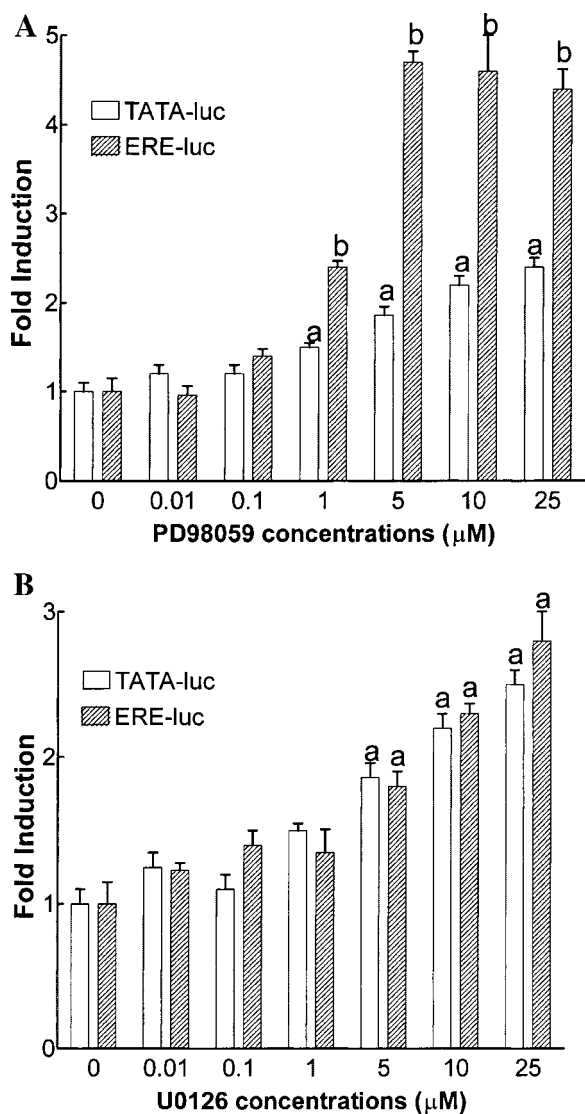 A
5
4
3
2
1
0
Fold Induction
TATA-luc
ERE-luc
a
b
a
b
a
b
a
b
0 0.01 0.1 1 5 10 25
PD98059 concentrations (μM)
B
3
2
1
0
Fold Induction
TATA-luc
ERE-luc
a a
a a
a a
0 0.01 0.1 1 5 10 25
U0126 concentrations (μM)